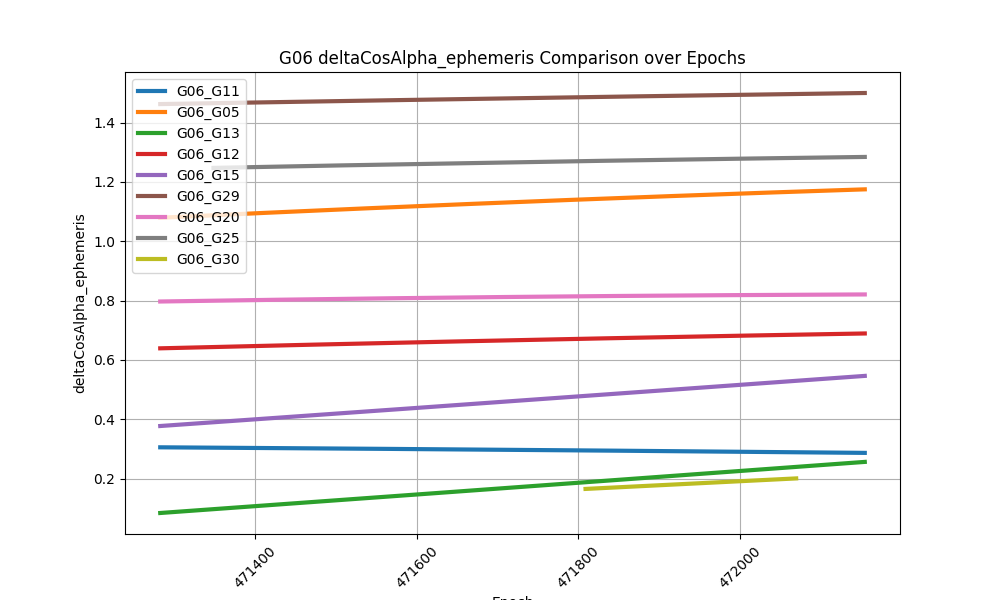 G06 deltaCosAlpha_ephemeris Comparison over Epochs
G06_G11
G06_G05
G06_G13
G06_G12
G06_G15
G06_G29
G06_G20
G06_G25
G06_G30
deltaCosAlpha_ephemeris
1.4
1.2
1.0
0.8
0.6
0.4
0.2
471400
471600
471800
472000
Epoch